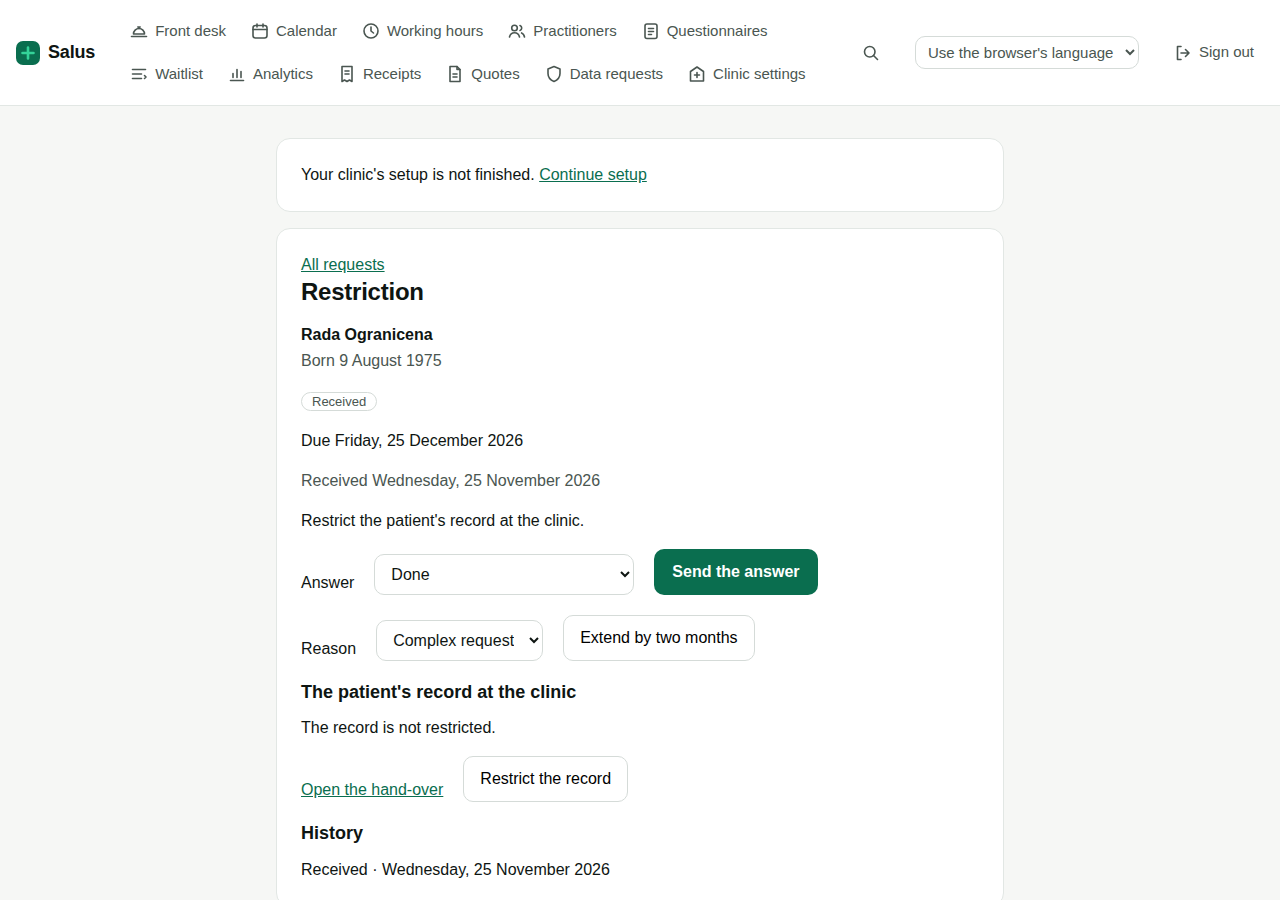 Salus
Front desk
Calendar
Working hours
Practitioners
Questionnaires
Waitlist
Analytics
Receipts
Quotes
Data requests
Clinic settings
Use the browser's language
Sign out
Your clinic's setup is not finished. Continue setup
All requests
Restriction
Rada Ogranicena
Born 9 August 1975
Received
Due Friday, 25 December 2026
Received Wednesday, 25 November 2026
Restrict the patient's record at the clinic.
Answer Done Send the answer
Reason Complex request Extend by two months
The patient's record at the clinic
The record is not restricted.
Open the hand-over Restrict the record
History
Received · Wednesday, 25 November 2026